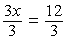 3x/3 = 12/3